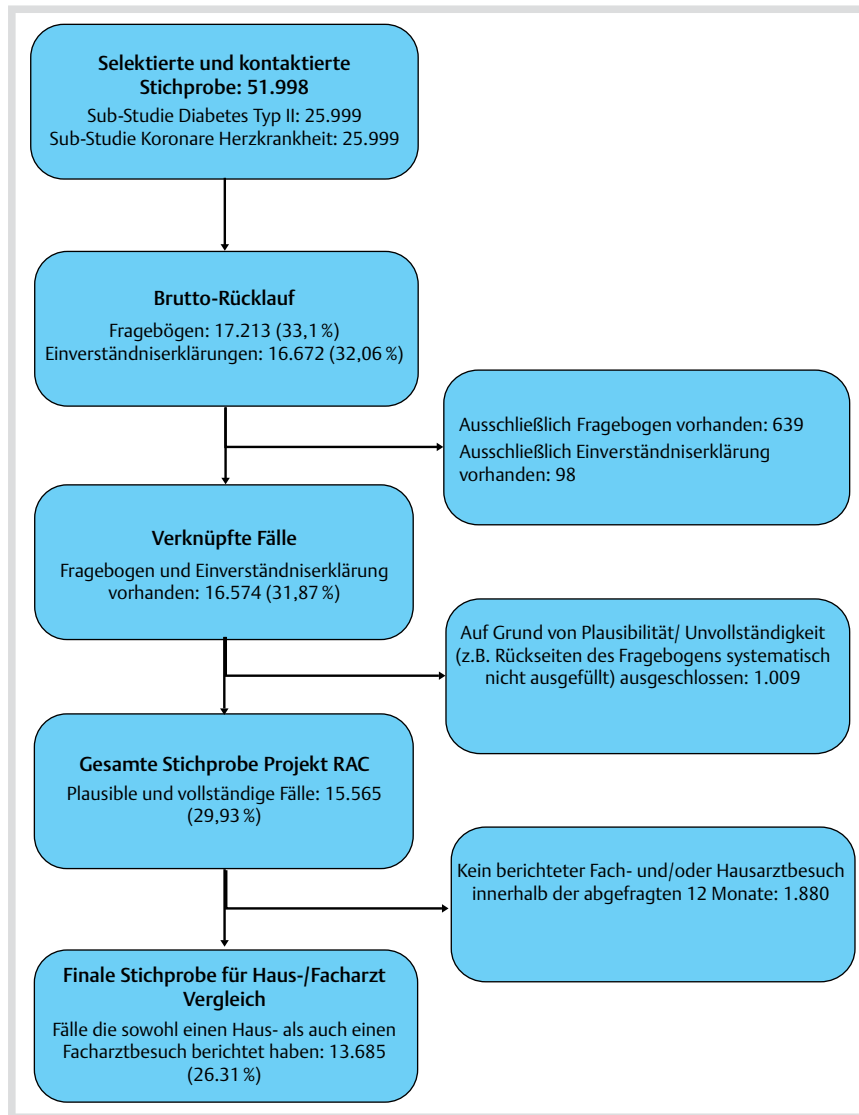 Selektierte und kontaktierte
Stichprobe: 51.998
Sub-Studie Diabetes Typ II: 25.999
Sub-Studie Koronare Herzkrankheit: 25.999
Brutto-Rücklauf
Fragebögen: 17.213 (33,1 %)
Einverständniserklärungen: 16.672 (32,06 %)
Ausschließlich Fragebogen vorhanden: 639
Ausschließlich Einverständniserklärung
vorhanden: 98
Verknüpfte Fälle
Fragebogen und Einverständniserklärung
vorhanden: 16.574 (31,87 %)
Auf Grund von Plausibilität/ Unvollständigkeit
(z.B. Rückseiten des Fragebogens systematisch
nicht ausgefüllt) ausgeschlossen: 1.009
Gesamte Stichprobe Projekt RAC
Plausible und vollständige Fälle: 15.565
(29,93 %)
Kein berichteter Fach- und/oder Hausarztbesuch
innerhalb der abgefragten 12 Monate: 1.880
Finale Stichprobe für Haus-/Facharzt
Vergleich
Fälle die sowohl einen Haus- als auch einen
Facharztbesuch berichtet haben: 13.685
(26.31 %)